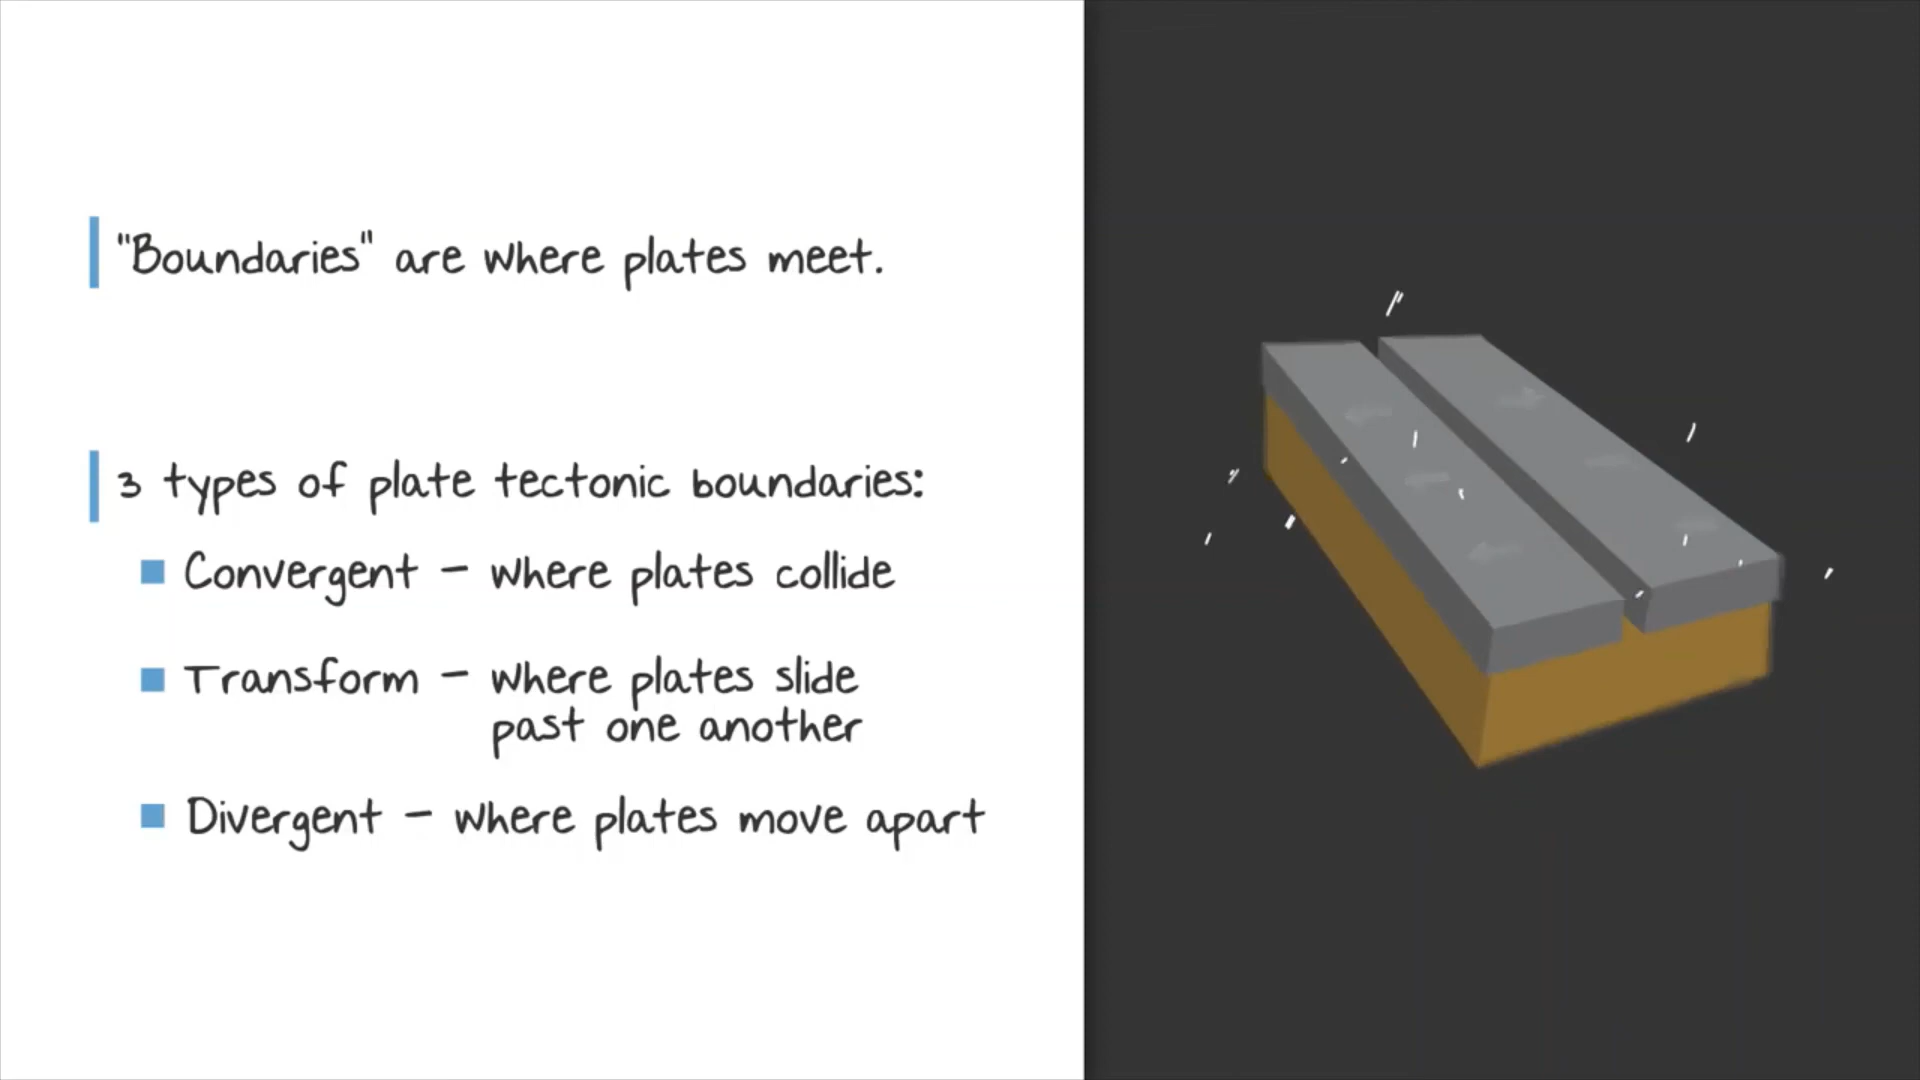 "Boundaries" are where plates meet.
3 types of plate tectonic boundaries:
Convergent – where plates collide
Transform – where plates slide
past one another
Divergent – where plates move apart